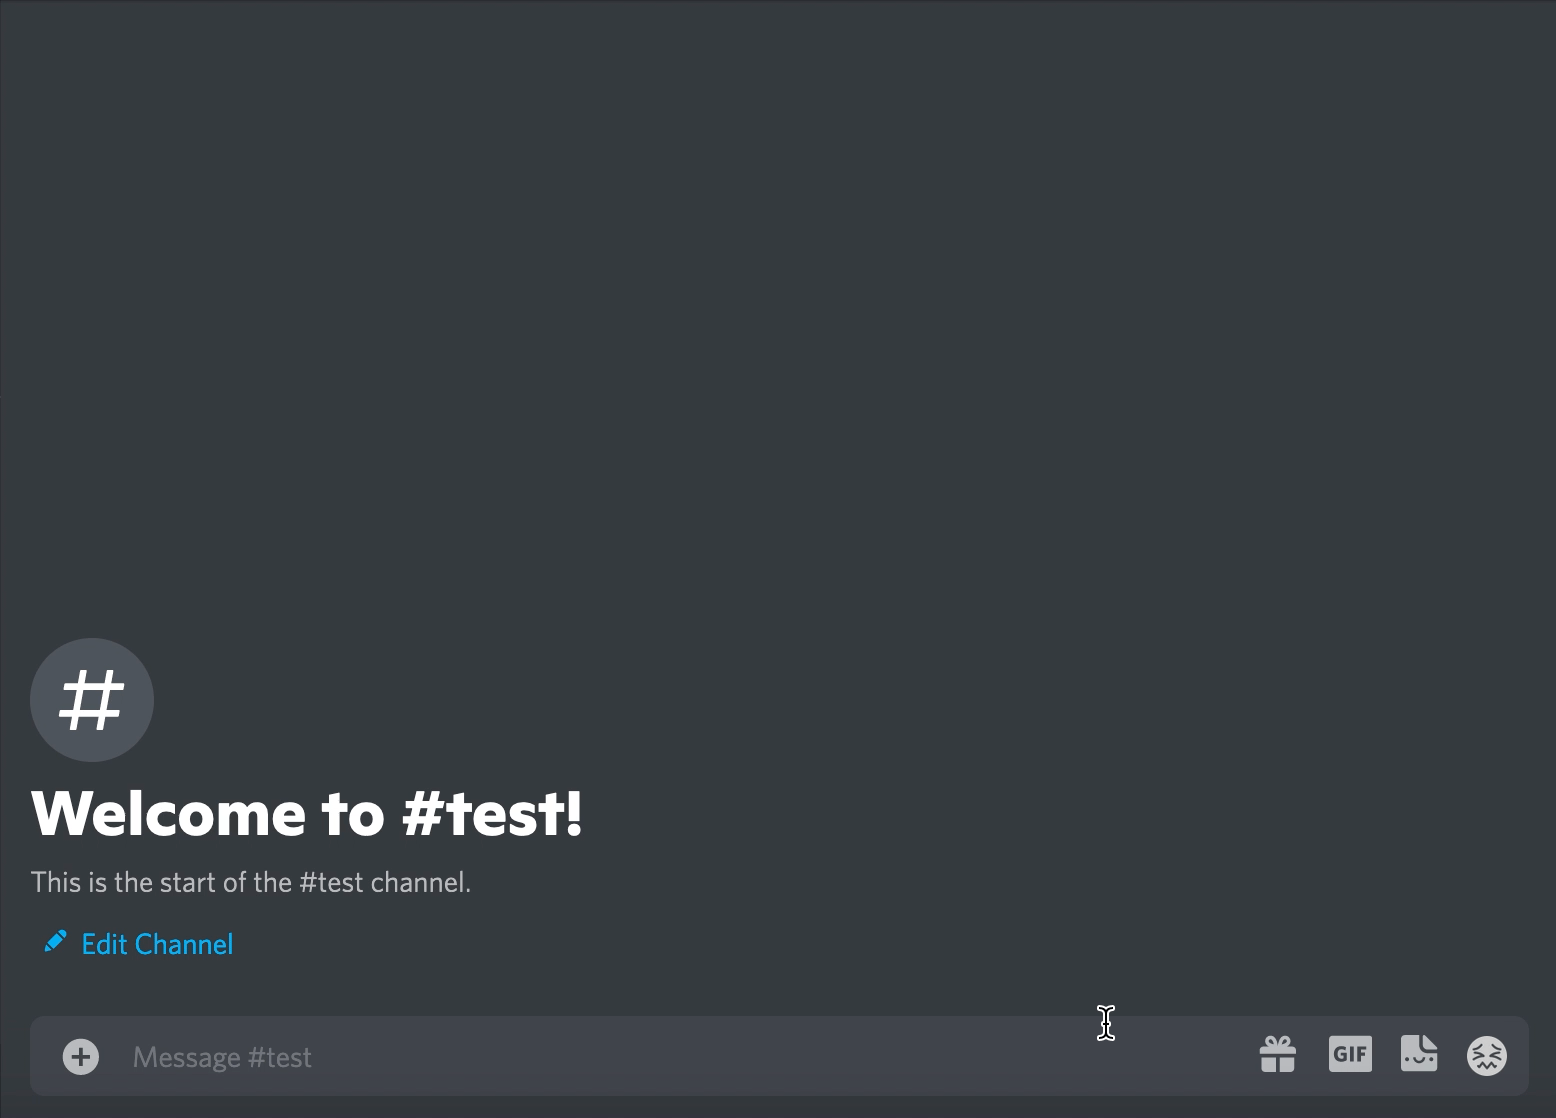 #
Welcome to #test!
This is the start of the #test channel.
Edit Channel
Message #test
GIF